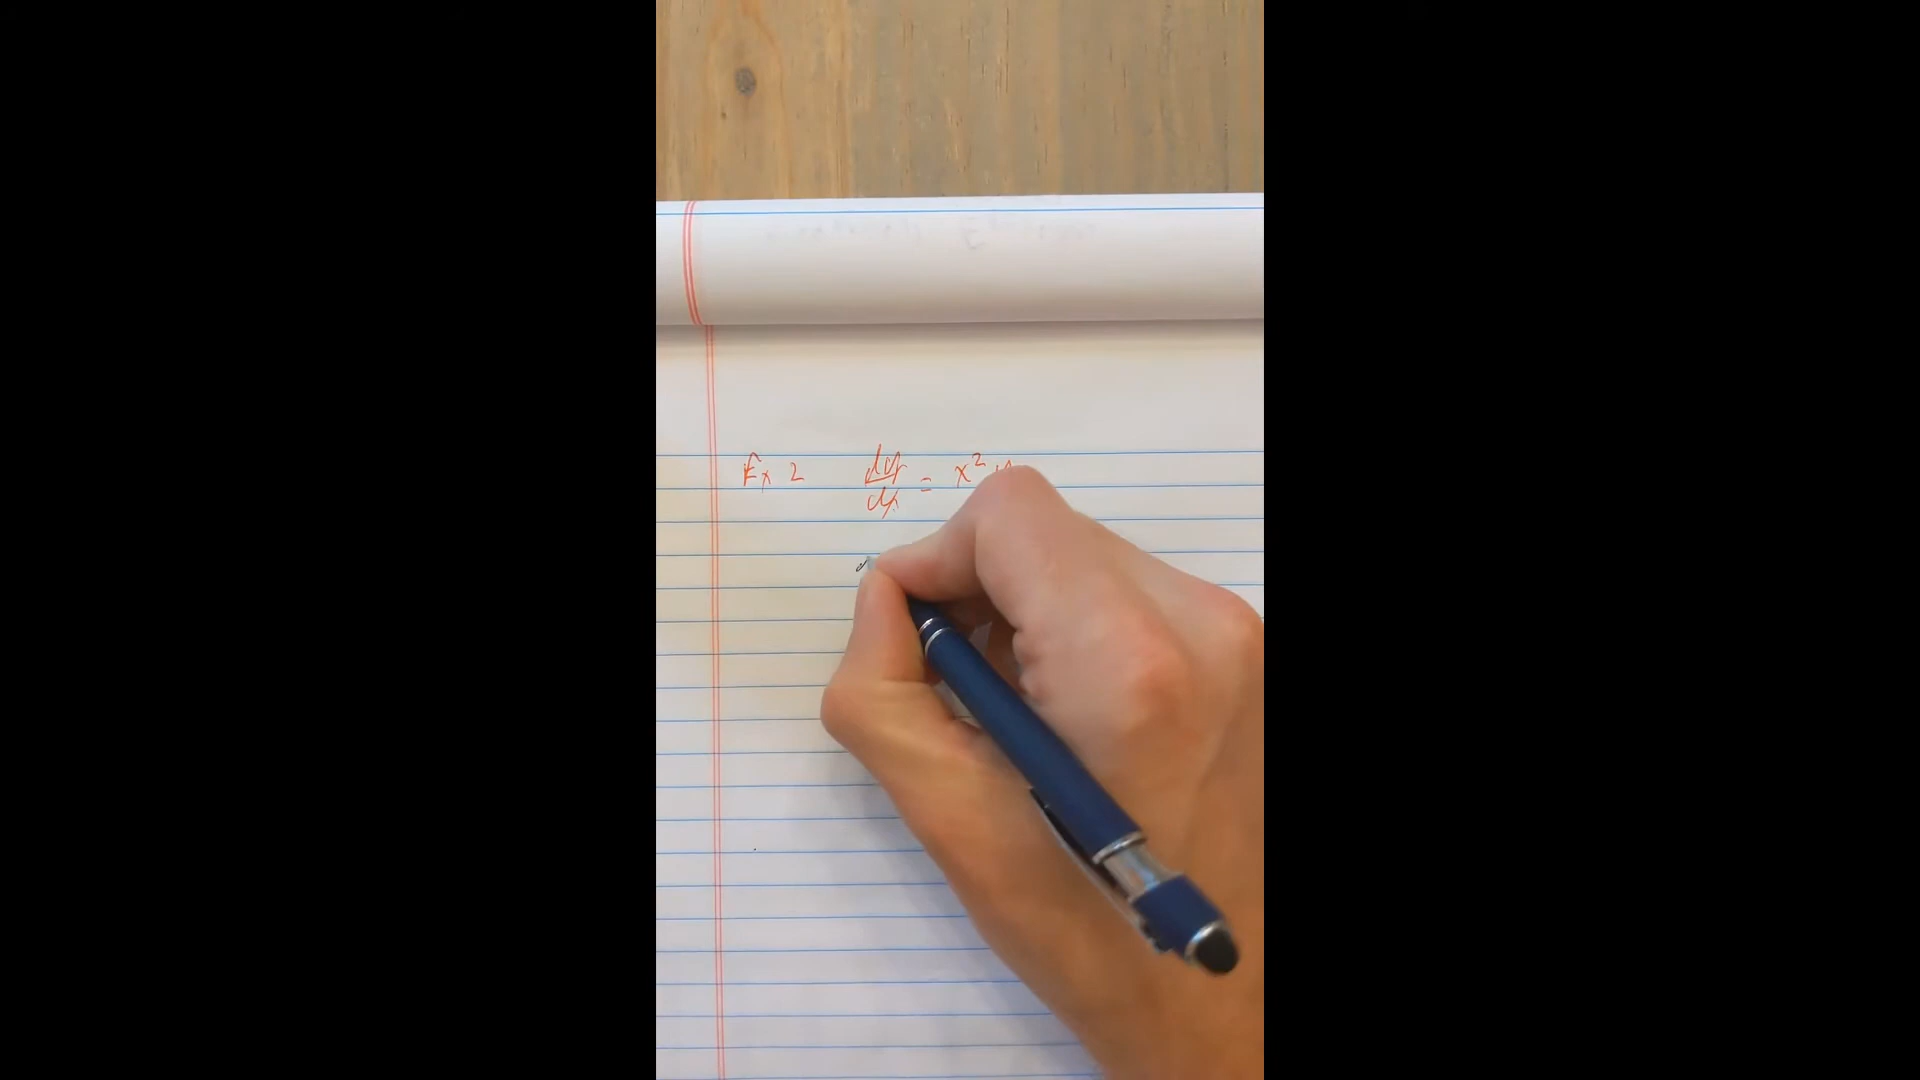 Ex 2 dy/dx = x²